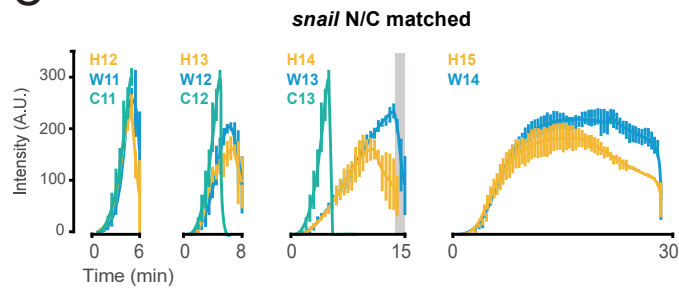 snail N/C matched
H12
W11
C11
H13
W12
C12
H14
W13
C13
H15
W14
Intensity (A.U.)
300
200
100
0
0 6
0 8
0 15
0 30
Time (min)